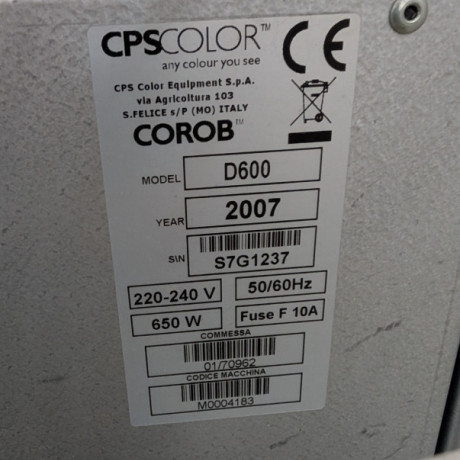 CPSCOLOR™
any colour you see
CE
CPS Color Equipment S.p.A.
via Agricoltura 103
S.FELICE s/P (MO) ITALY
COROB™
MODEL D600
YEAR 2007
S\N S7G1237
220-240 V 50/60Hz
650 W Fuse F 10A
COMMESSA
01/70962
CODICE MACCHINA
M0004183